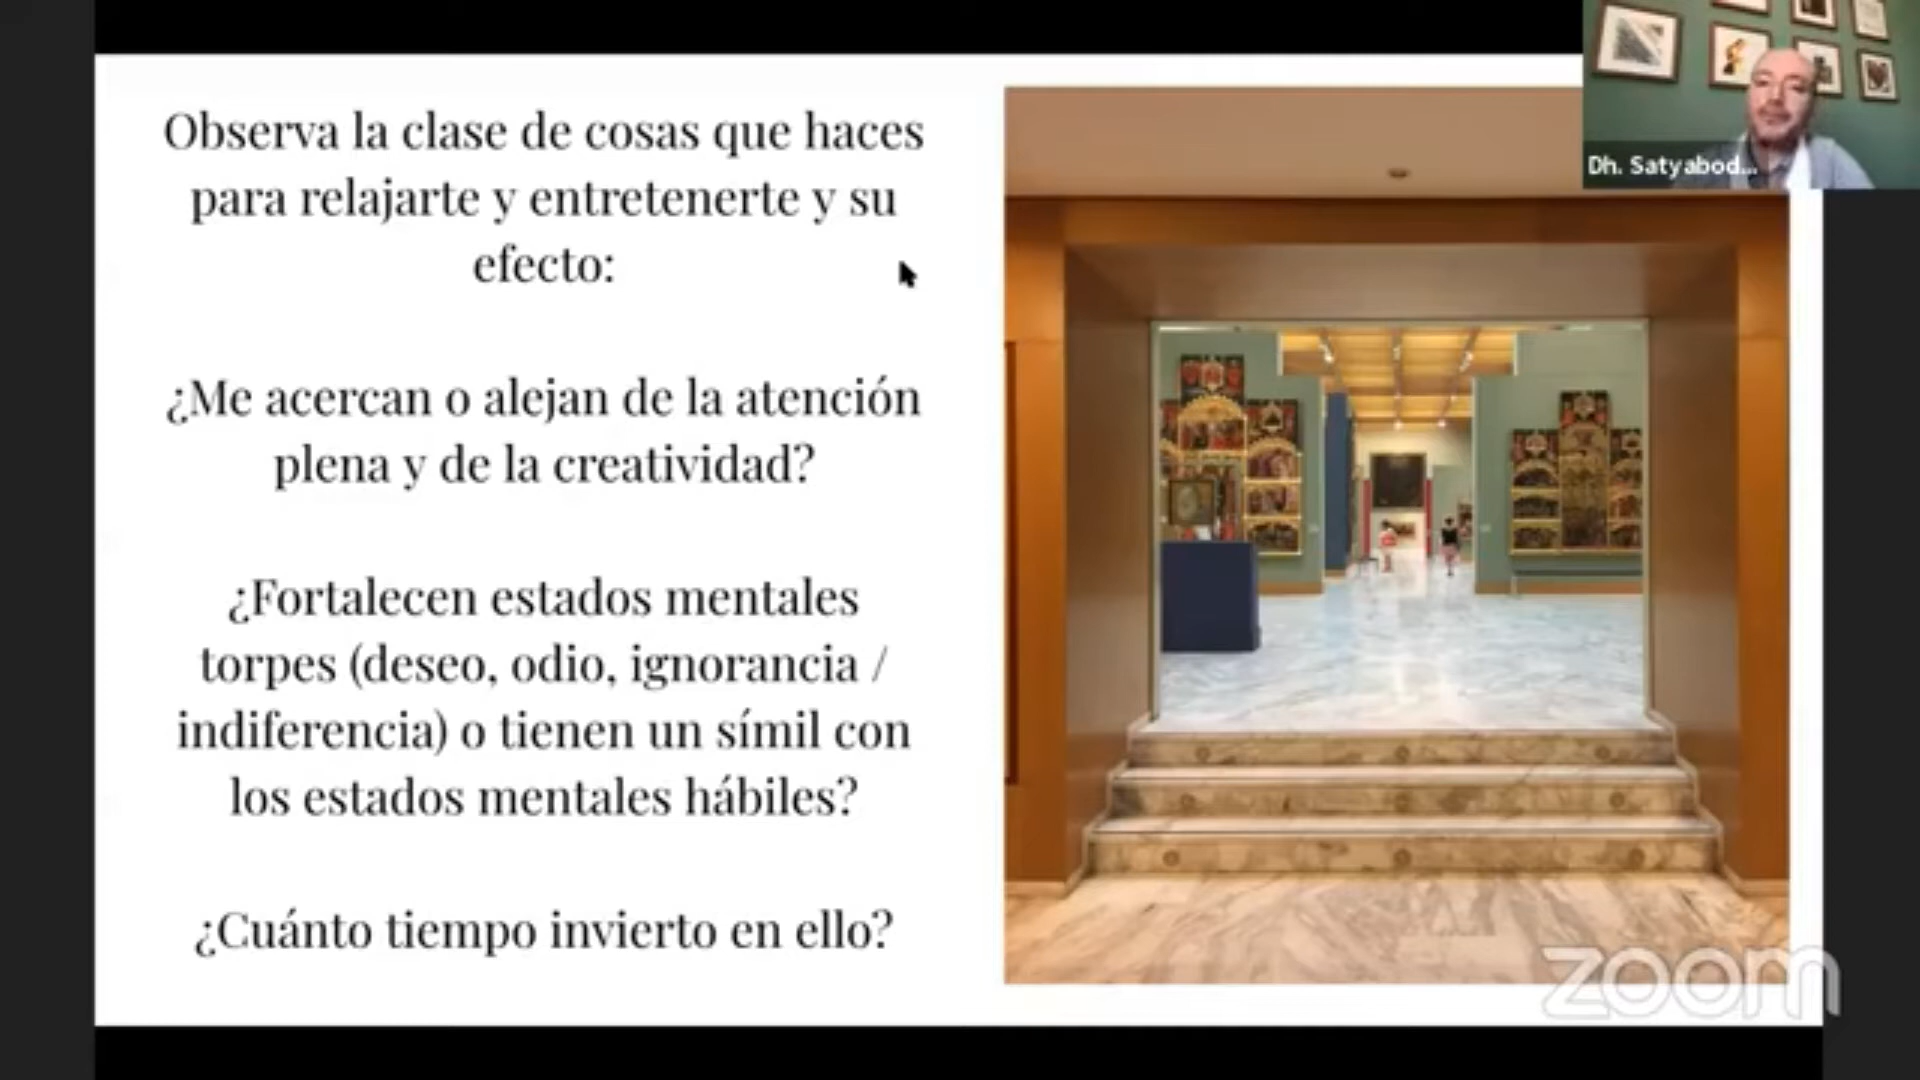 Observa la clase de cosas que haces
para relajarte y entretenerte y su
efecto:
¿Me acercan o alejan de la atención
plena y de la creatividad?
¿Fortalecen estados mentales
torpes (deseo, odio, ignorancia /
indiferencia) o tienen un símil con
los estados mentales hábiles?
¿Cuánto tiempo invierto en ello?
Dh. Satyabod...
zoom